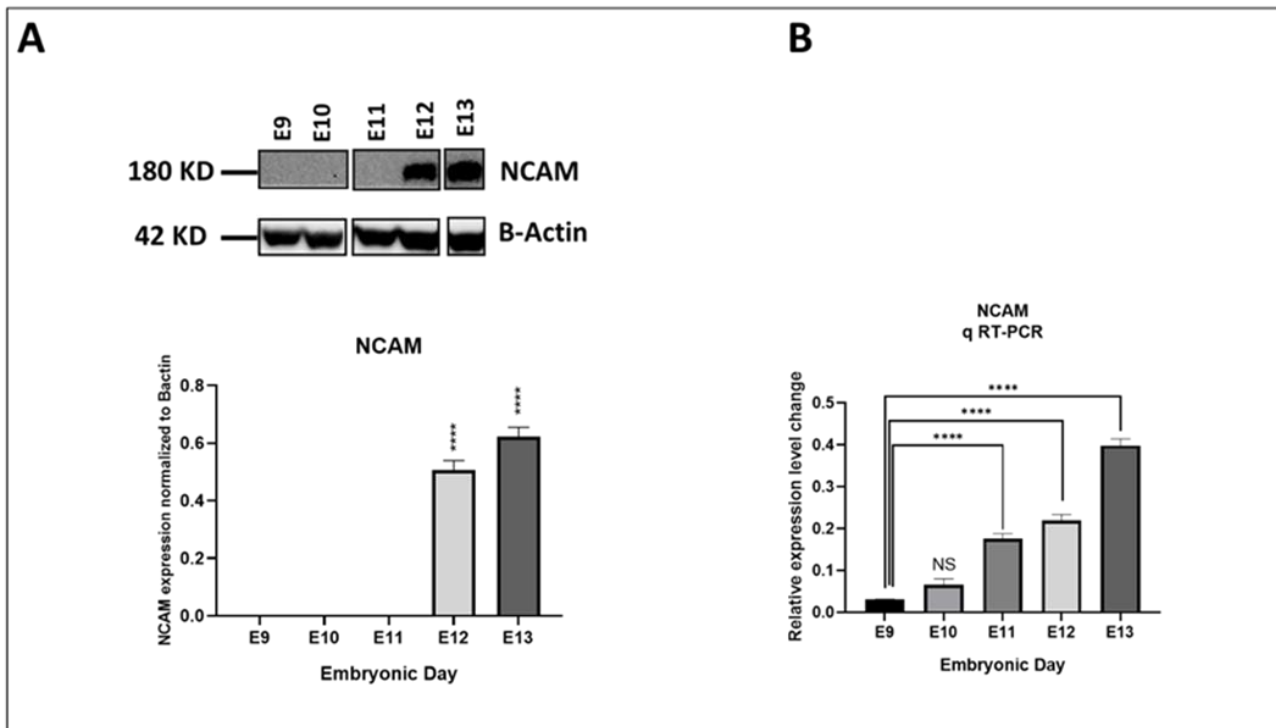 A
E9 E10 E11 E12 E13
180 KD NCAM
42 KD B-Actin
NCAM
NCAM expression normalized to Bactin
0.8
0.6
0.4
0.2
0.0
**** ****
E9 E10 E11 E12 E13
Embryonic Day
B
NCAM
q RT-PCR
Relative expression level change
0.5
0.4
0.3
0.2
0.1
0.0
****
****
****
NS
E9 E10 E11 E12 E13
Embryonic Day